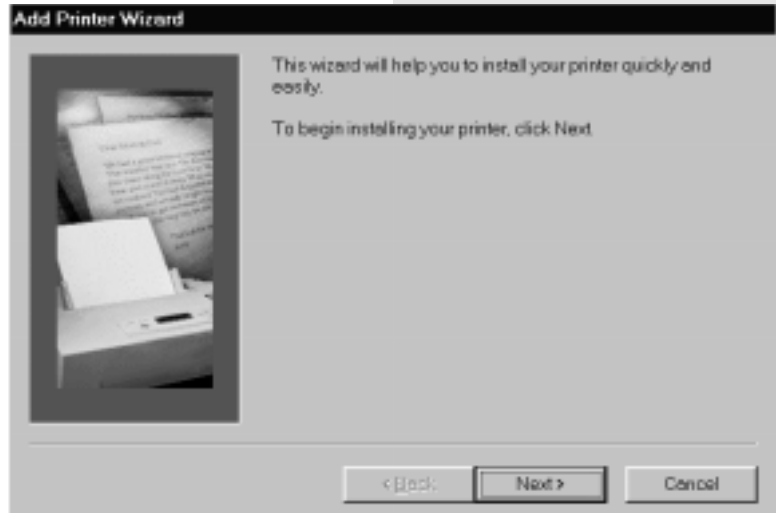 Add Printer Wizard
This wizard will help you to install your printer quickly and
easily.
To begin installing your printer, click Next
< Back
Next >
Cancel